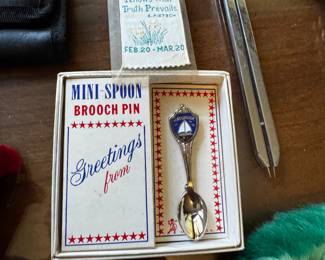 Truth Prevails
FEB.20 - MAR.20
MINI-SPOON
BROOCH PIN
Greetings
from